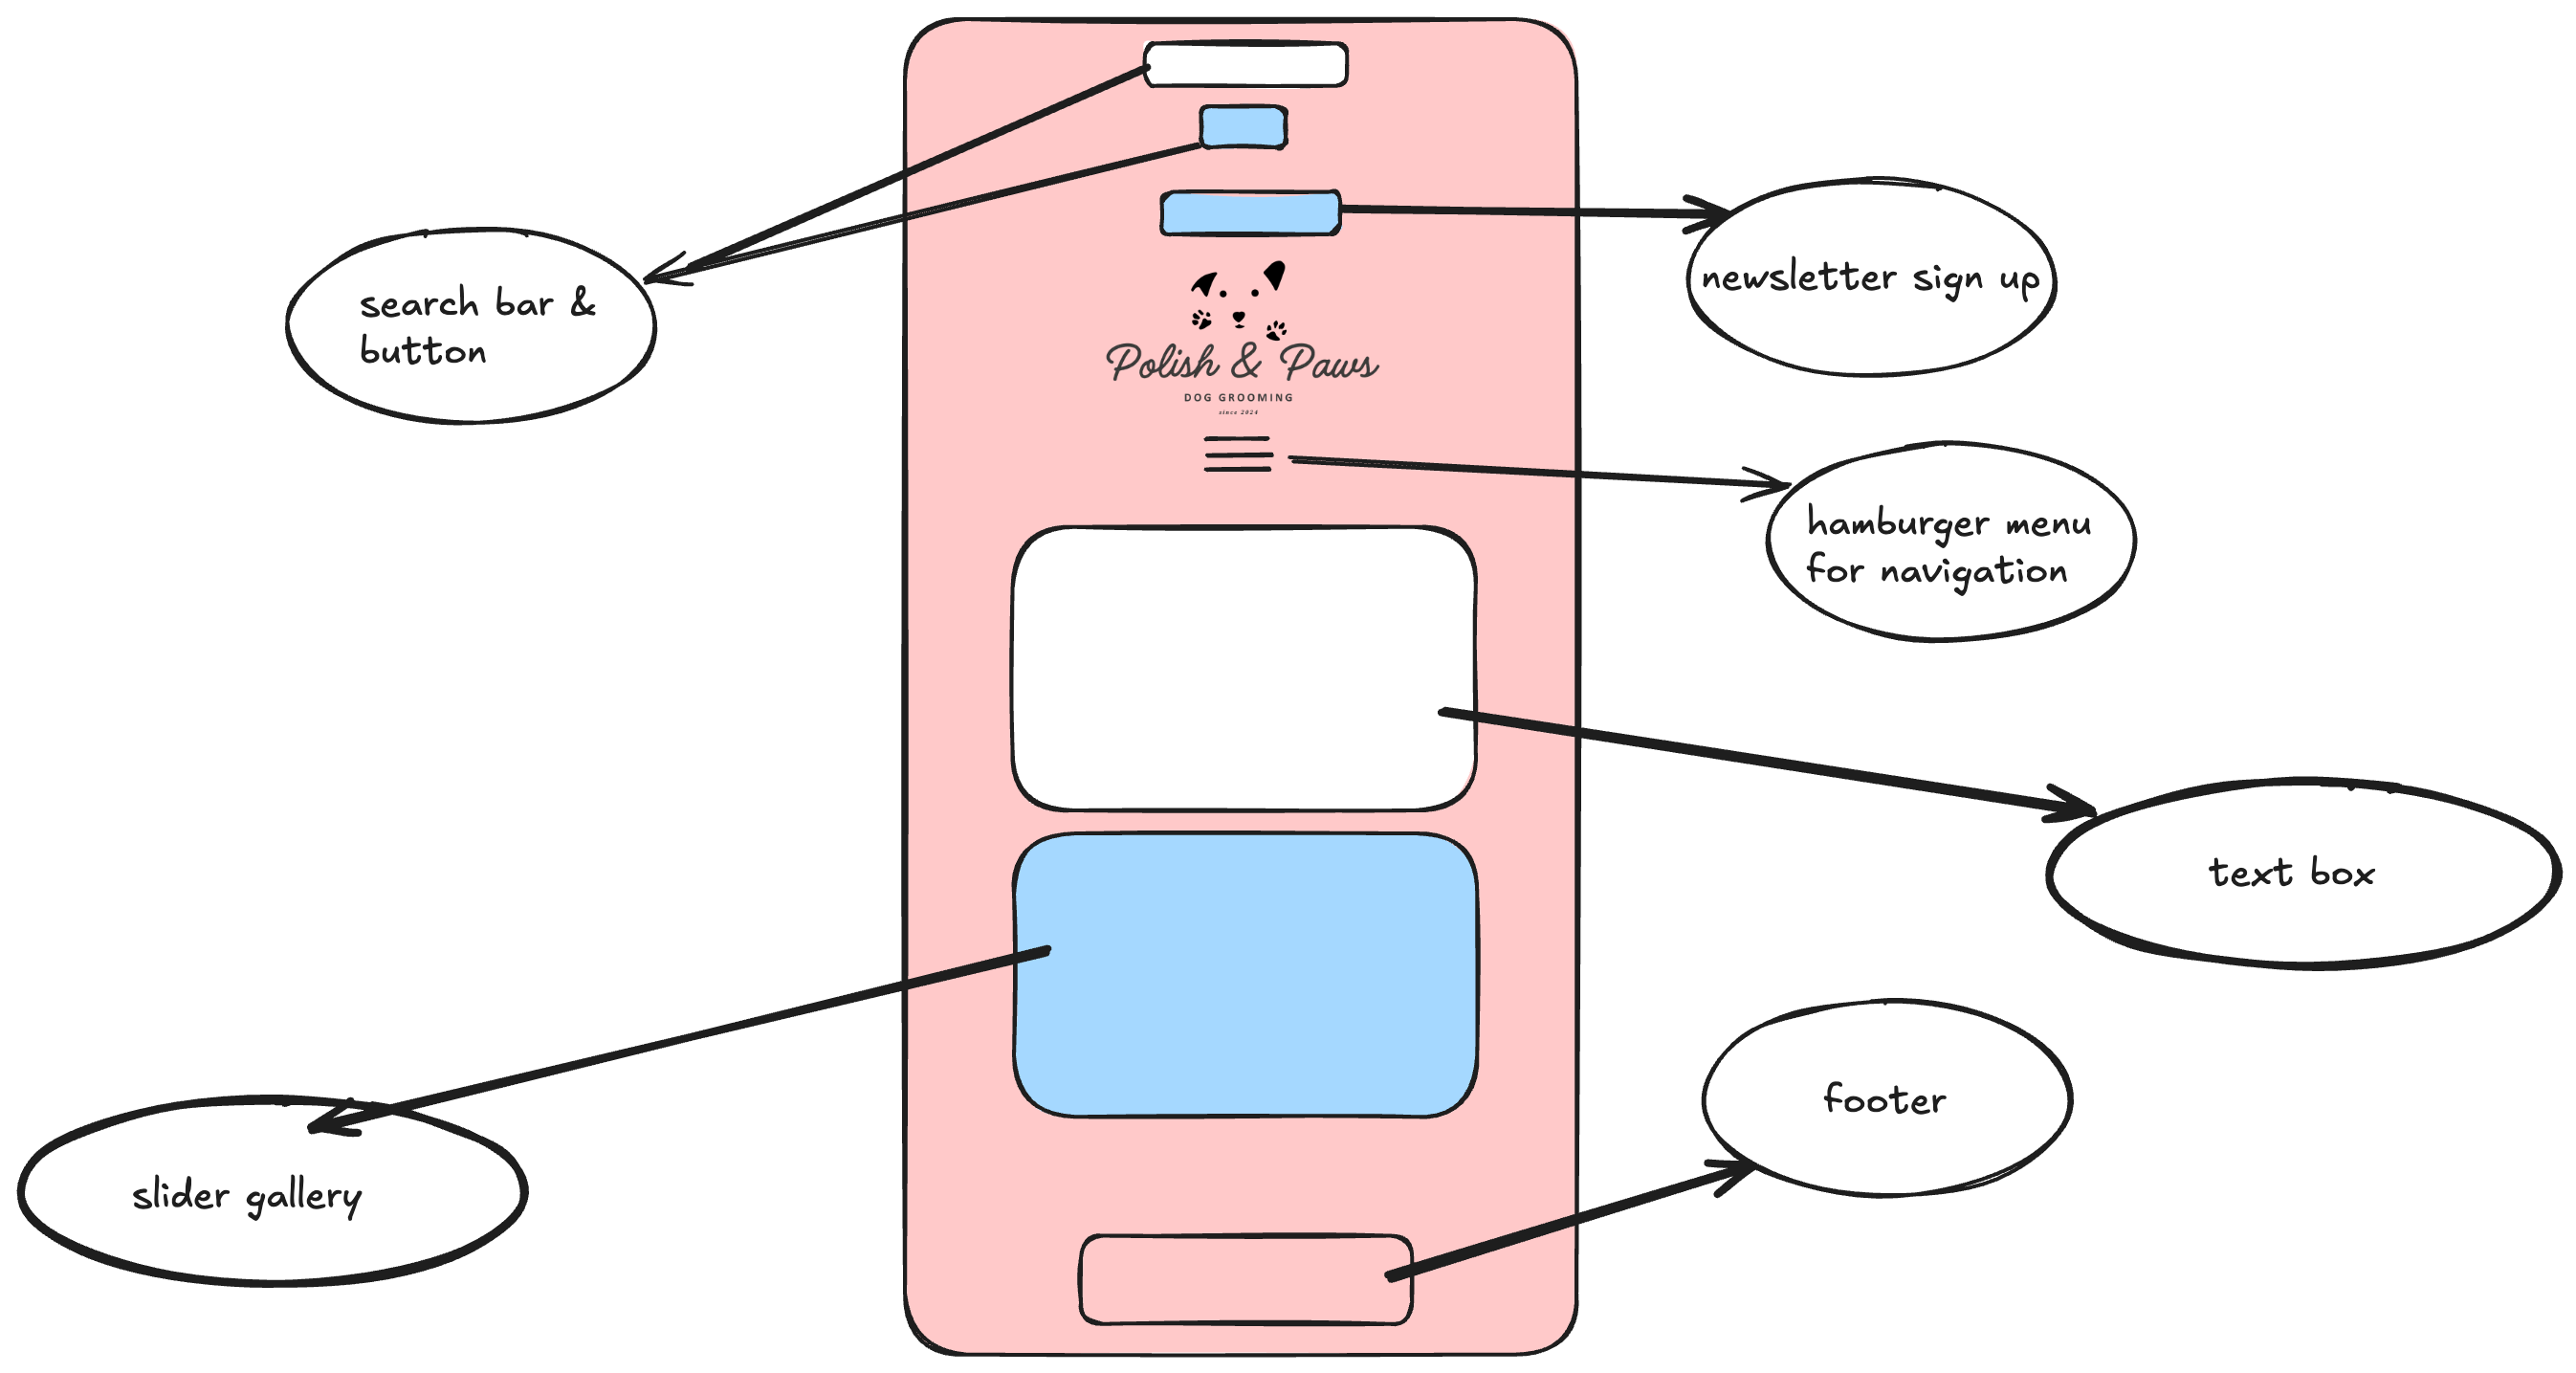 search bar &
button
newsletter sign up
Polish & Paws
DOG GROOMING
since 2024
hamburger menu
for navigation
text box
footer
slider gallery